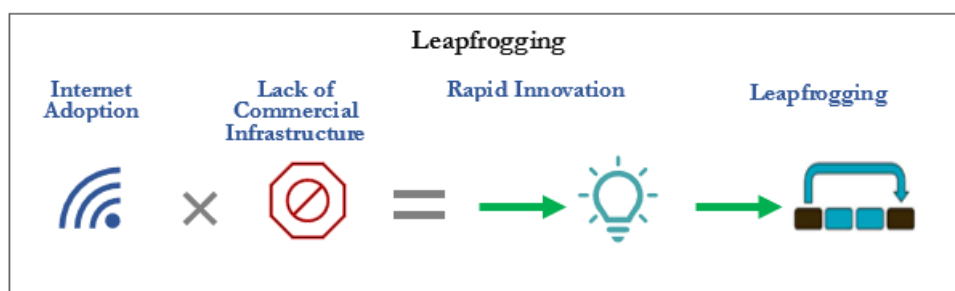 Leapfrogging
Internet
Adoption
Lack of
Commercial
Infrastructure
Rapid Innovation
Leapfrogging